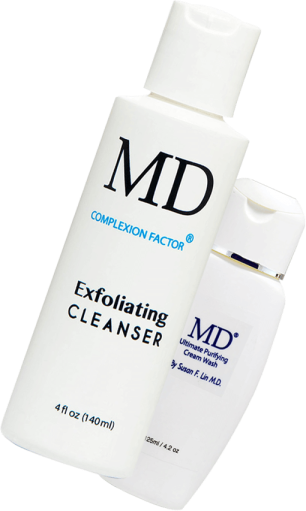 MD
COMPLEXION FACTOR®
Exfoliating
CLEANSER
4 fl oz (140ml)
MD®
Ultimate Purifying
Cream Wash
By Susan F. Lin M.D.
125ml / 4.2 oz